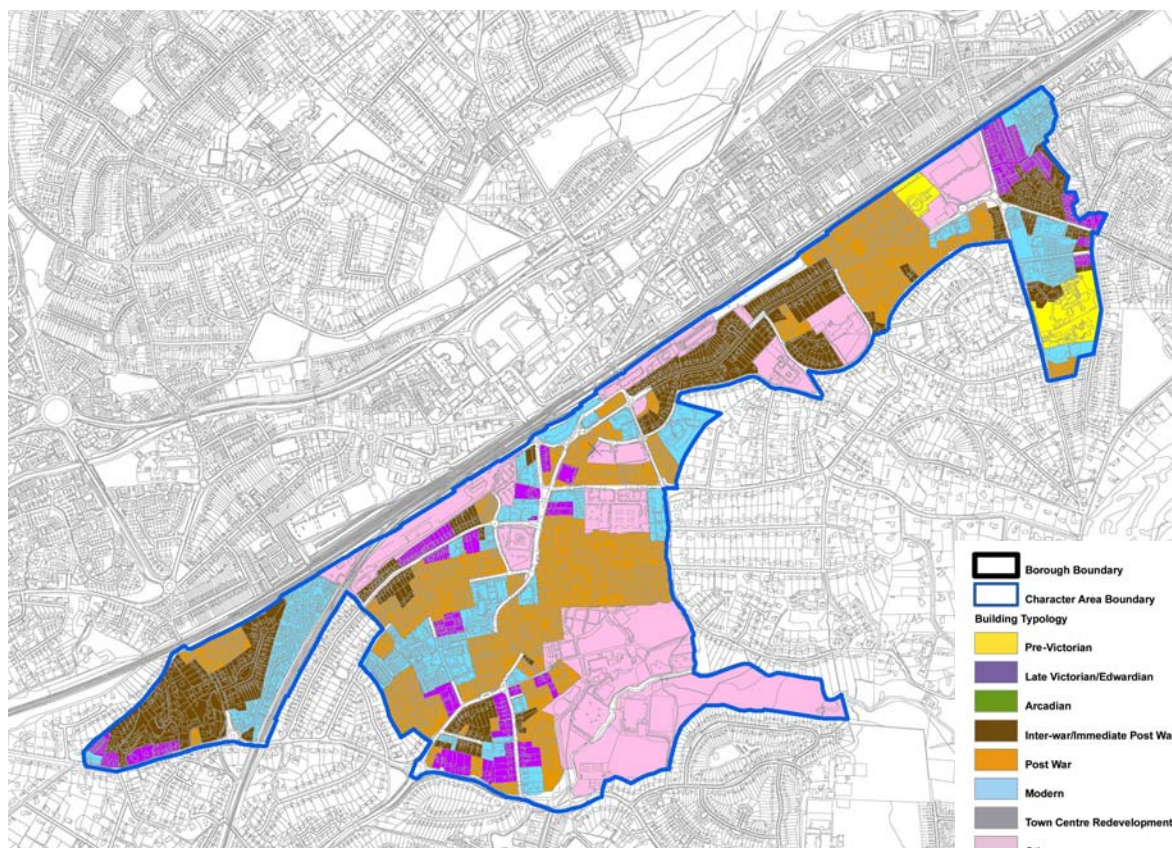 Borough Boundary
Character Area Boundary
Building Typology
Pre-Victorian
Late Victorian/Edwardian
Arcadian
Inter-war/Immediate Post Wa
Post War
Modern
Town Centre Redevelopment